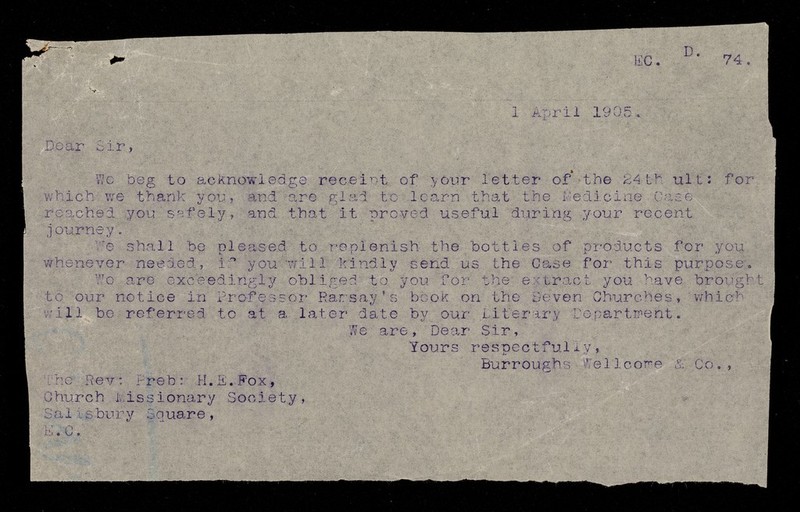 EC. D. 74.
1 April 1905.
Dear Sir,
We beg to acknowledge receipt of your letter of the 24th ult: for
which we thank you, and are glad to learn that the Medicine Case
reached you safely, and that it proved useful during your recent
journey.
We shall be pleased to replenish the bottles of products for you
whenever needed, if you will kindly send us the Case for this purpose.
We are exceedingly obliged to you for the extract you have brought
to our notice in Professor Ramsay's book on the Seven Churches, which
will be referred to at a later date by our Literary Department.
We are, Dear Sir,
Yours respectfully,
Burroughs Wellcome & Co.,
The Rev: Preb: H.E.Fox,
Church Missionary Society,
Salisbury Square,
E.C.